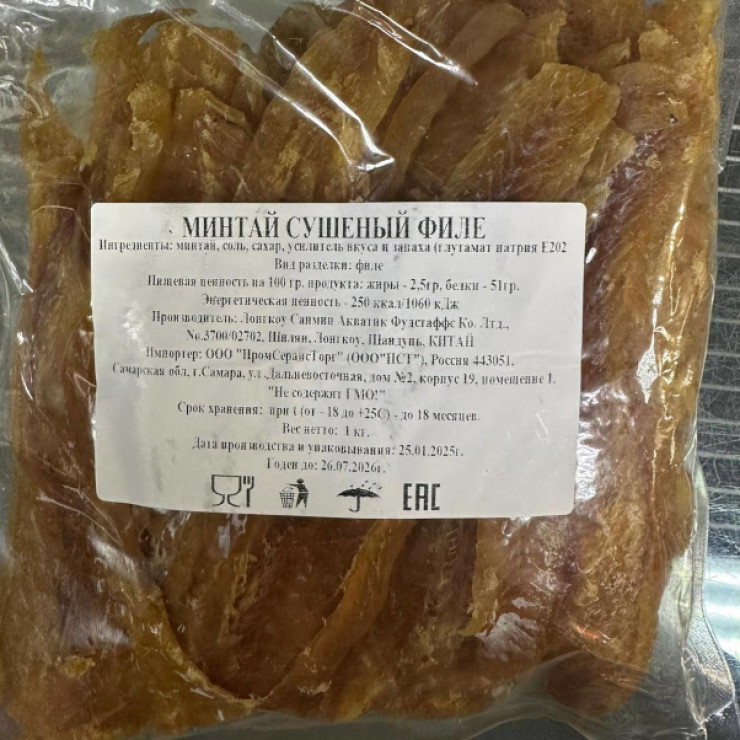 МИНТАЙ СУШЕНЫЙ ФИЛЕ
Ингредиенты: минтай, соль, сахар, усилитель вкуса и запаха (глутамат натрия Е202
Вид разделки: филе
Пищевая ценность на 100 гр. продукта: жиры - 2,5гр, белки - 51гр.
Энергетическая ценность - 250 ккал/1060 кДж
Производитель: Лонгкоу Санмин Акватик Фудстаффс Ко. Лтд.,
No.3700/02702, Шилян, Лонгкоу, Шандунь, КИТАЙ
Импортер: ООО "ПромСервисТорг" (ООО"ПСТ"), Россия 443051,
Самарская обл, г.Самара, ул.Дальневосточная, дом №2, корпус 19, помещение 1.
"Не содержит ГМО!"
Срок хранения: при t (от - 18 до +25С) - до 18 месяцев.
Вес нетто: 1 кг.
Дата производства и упаковывания: 25.01.2025г.
Годен до: 26.07.2026г.
ЕАС